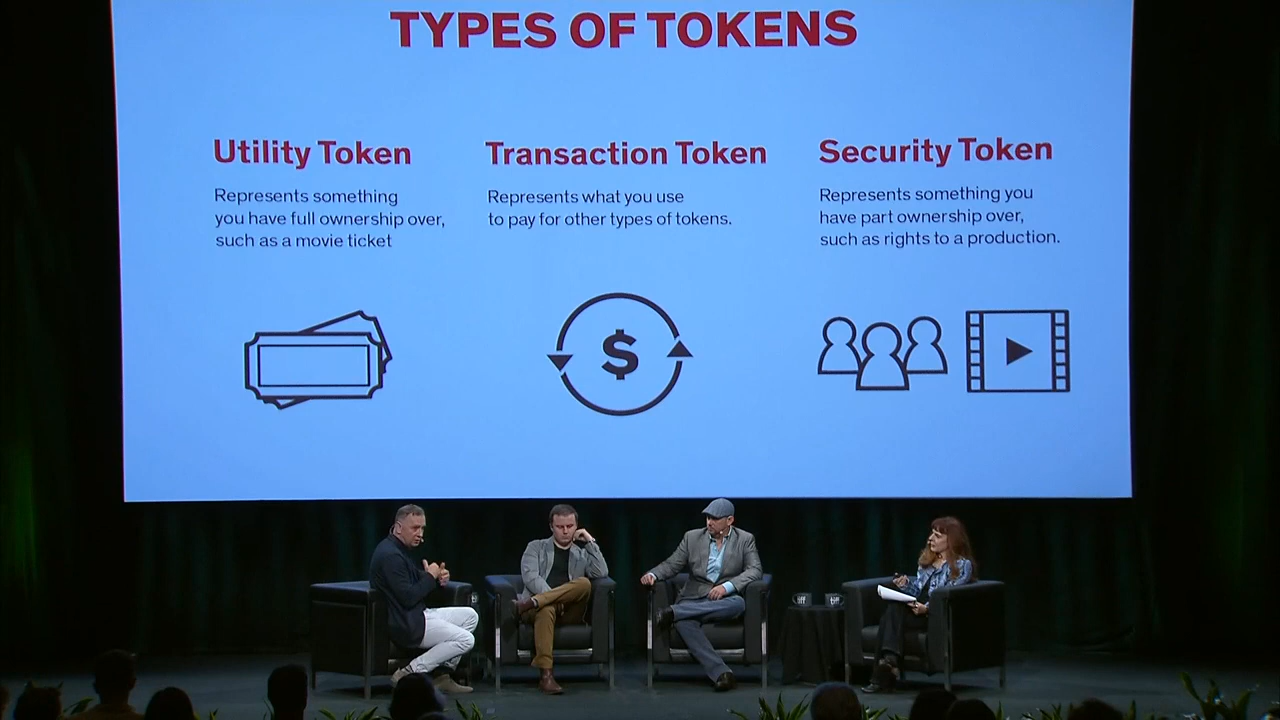 TYPES OF TOKENS
Utility Token
Represents something
you have full ownership over,
such as a movie ticket
Transaction Token
Represents what you use
to pay for other types of tokens.
$
Security Token
Represents something you
have part ownership over,
such as rights to a production.